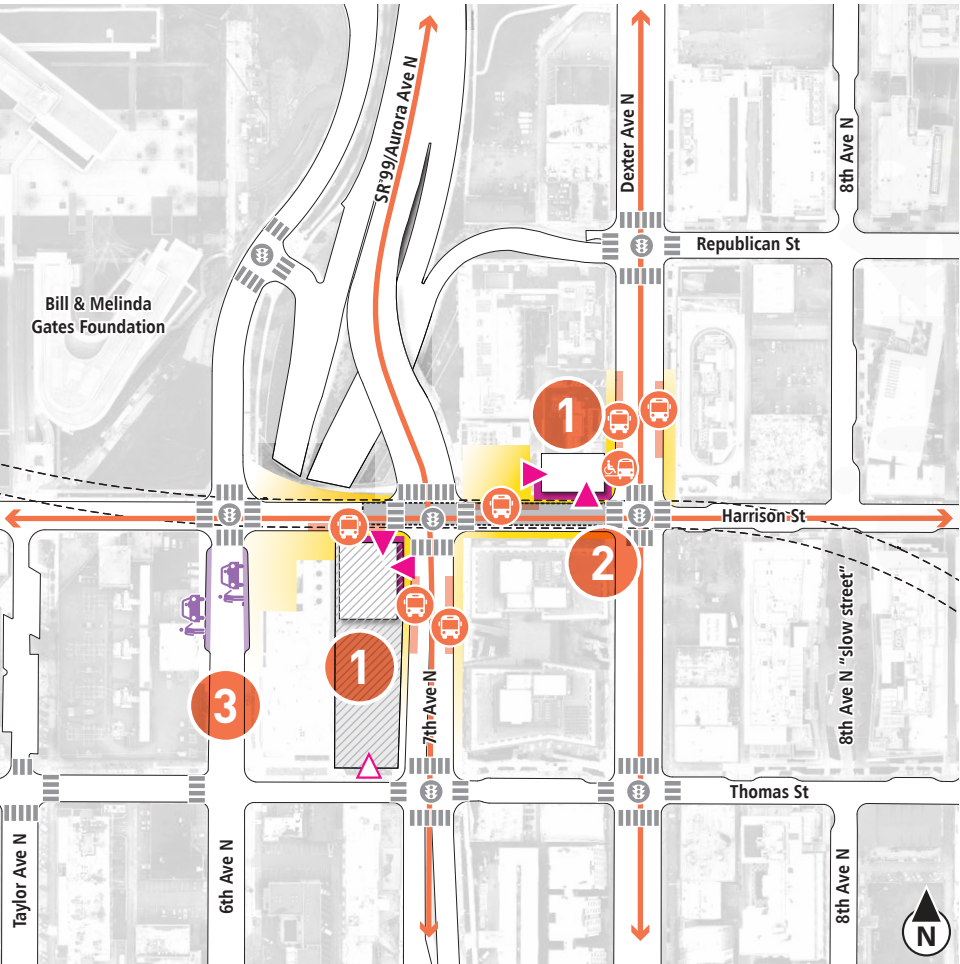 SR 99/Aurora Ave N
Dexter Ave N
8th Ave N
Republican St
Bill & Melinda
Gates Foundation
1
Harrison St
2
1
3
7th Ave N
8th Ave N "slow street"
Thomas St
Taylor Ave N
6th Ave N
8th Ave N
N